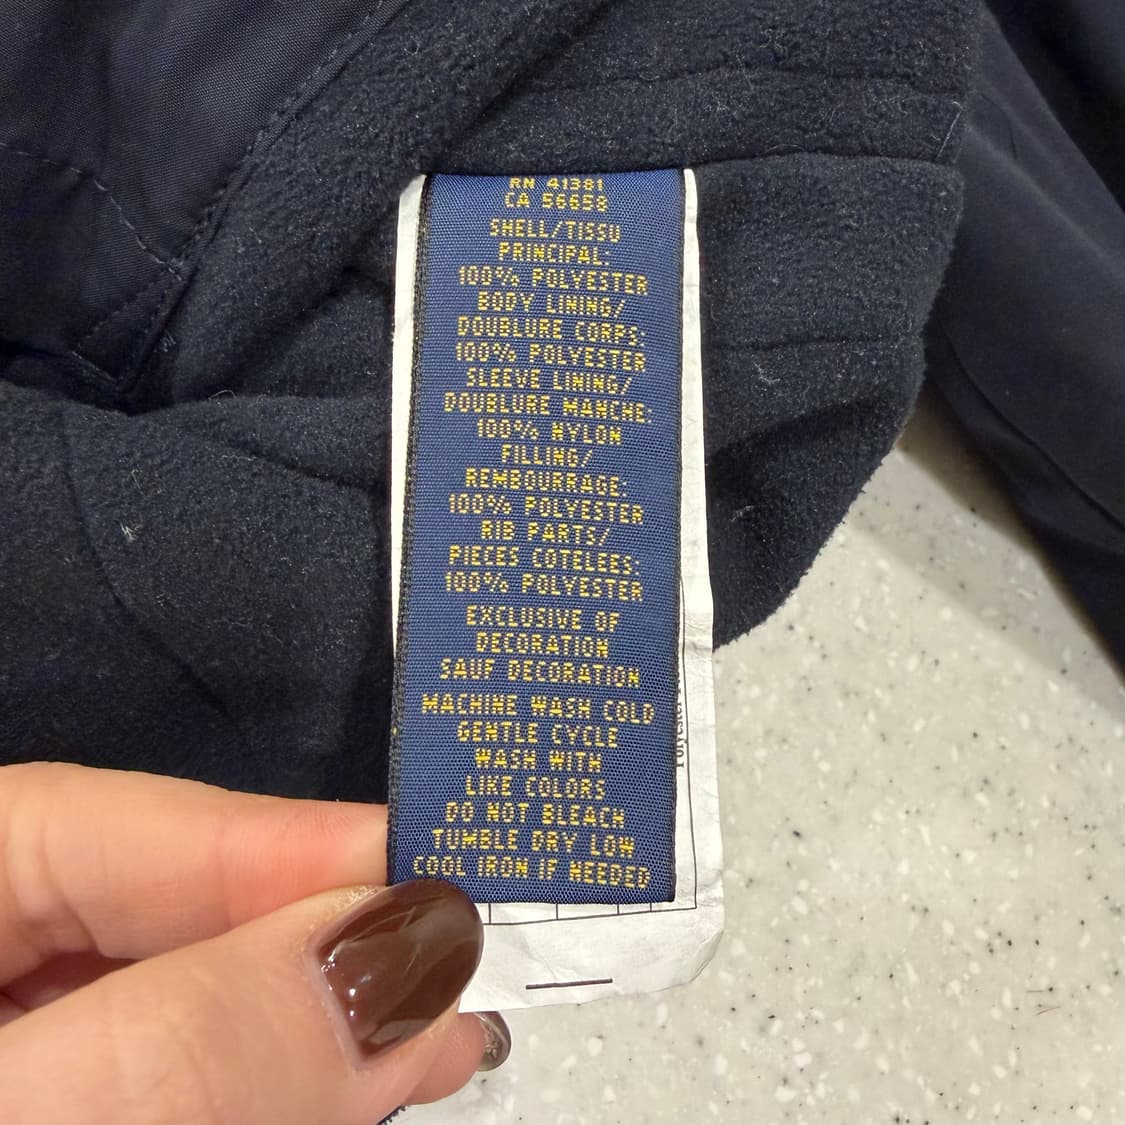 RN 41381
CA 56658
SHELL/TISSU
PRINCIPAL:
100% POLYESTER
BODY LINING/
DOUBLURE CORPS:
100% POLYESTER
SLEEVE LINING/
DOUBLURE MANCHE:
100% NYLON
FILLING/
REMBOURRAGE:
100% POLYESTER
RIB PARTS/
PIECES COTELEES:
100% POLYESTER
EXCLUSIVE OF
DECORATION
SAUF DECORATION
MACHINE WASH COLD
GENTLE CYCLE
WASH WITH
LIKE COLORS
DO NOT BLEACH
TUMBLE DRY LOW
COOL IRON IF NEEDED